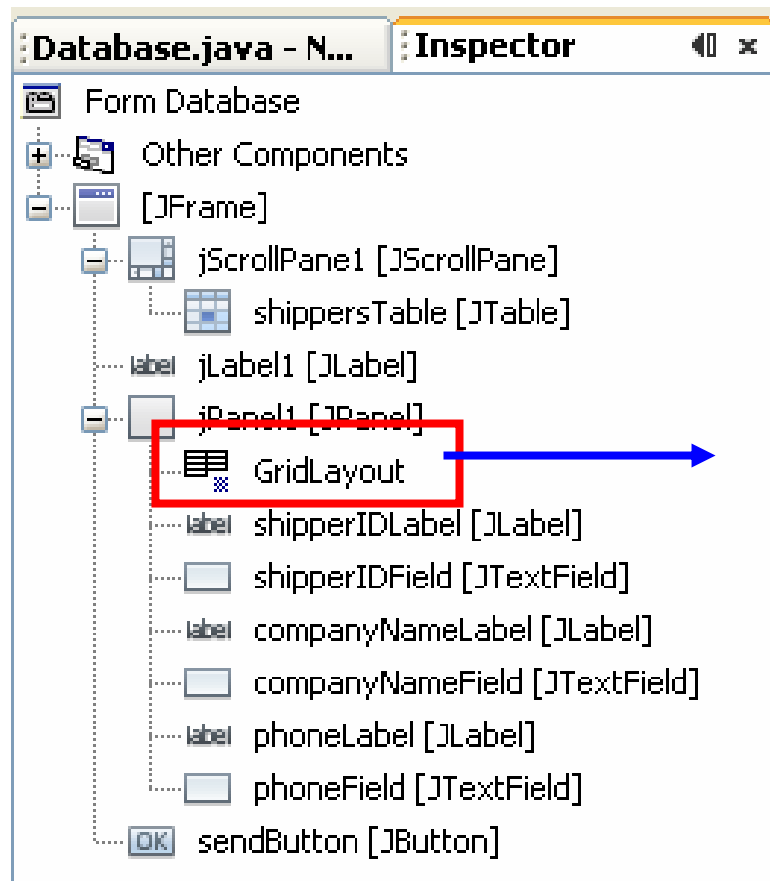 Database.java - N... Inspector
Form Database
Other Components
[JFrame]
jScrollPane1 [JScrollPane]
shippersTable [JTable]
label jLabel1 [JLabel]
jPanel1 [JPanel]
GridLayout
label shipperIDLabel [JLabel]
shipperIDField [JTextField]
label companyNameLabel [JLabel]
companyNameField [JTextField]
label phoneLabel [JLabel]
phoneField [JTextField]
OK sendButton [JButton]